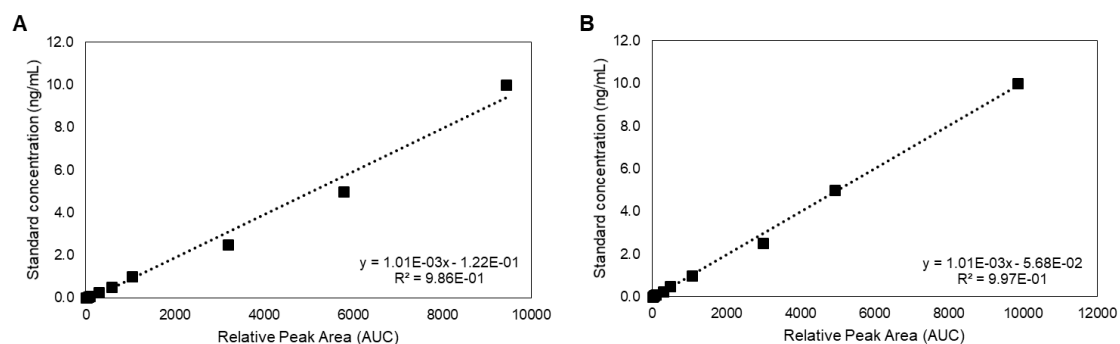 A
12.0
10.0
8.0
6.0
4.0
2.0
0.0
Standard concentration (ng/mL)
y = 1.01E-03x - 1.22E-01
R² = 9.86E-01
0
2000
4000
6000
8000
10000
Relative Peak Area (AUC)
B
12.0
10.0
8.0
6.0
4.0
2.0
0.0
Standard concentration (ng/mL)
y = 1.01E-03x - 5.68E-02
R² = 9.97E-01
0
2000
4000
6000
8000
10000
12000
Relative Peak Area (AUC)